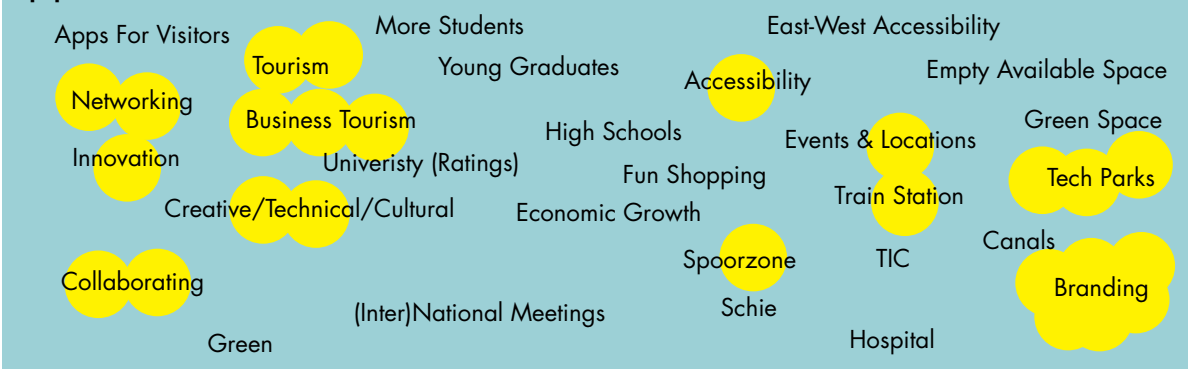 Apps For Visitors
More Students
East-West Accessibility
Tourism
Young Graduates
Accessibility
Empty Available Space
Networking
Business Tourism
High Schools
Events & Locations
Green Space
Innovation
Univeristy (Ratings)
Fun Shopping
Tech Parks
Creative/Technical/Cultural
Economic Growth
Train Station
Canals
Collaborating
Spoorzone
TIC
Branding
(Inter)National Meetings
Schie
Green
Hospital